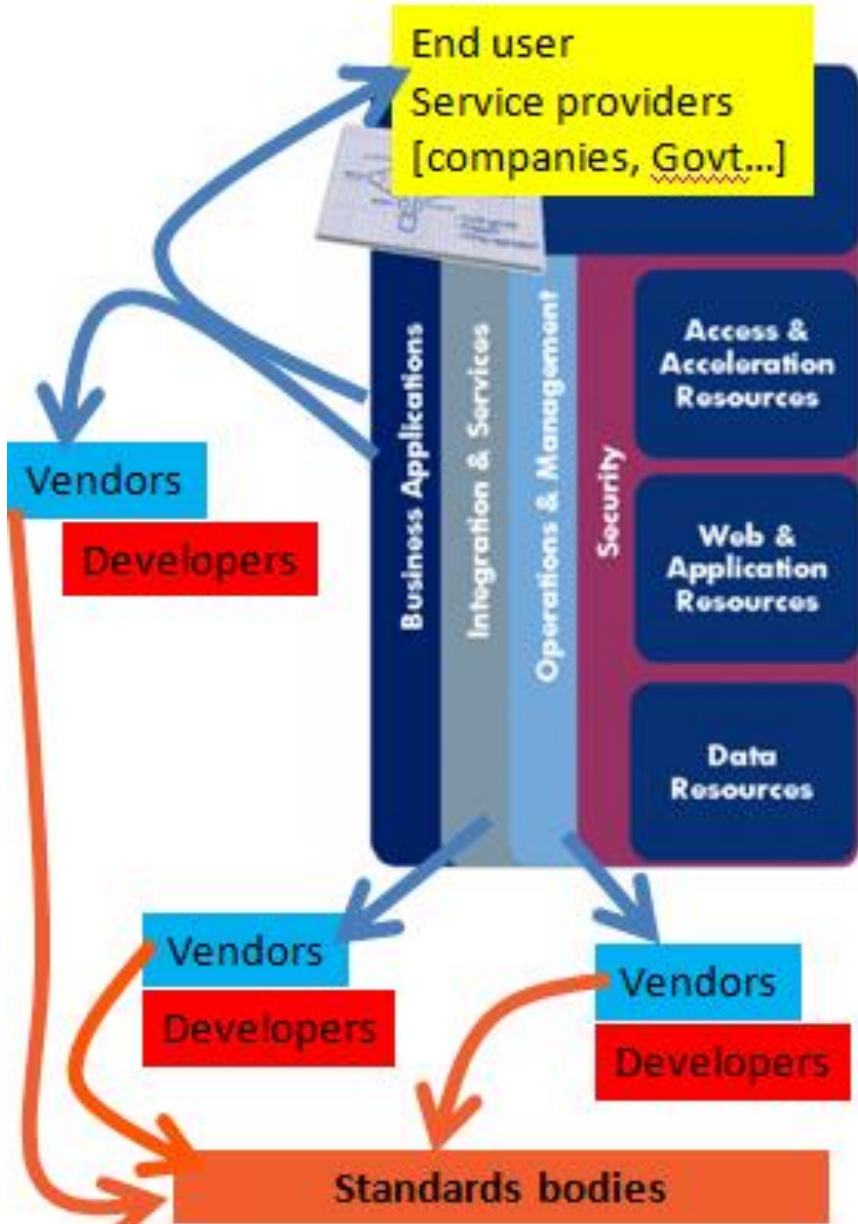 End user
Service providers
[companies, Govt...]
Business Applications
Integration & Services
Operations & Management
Security
Access &
Acceleration
Resources
Web &
Application
Resources
Data
Resources
Vendors
Developers
Vendors
Developers
Vendors
Developers
Standards bodies